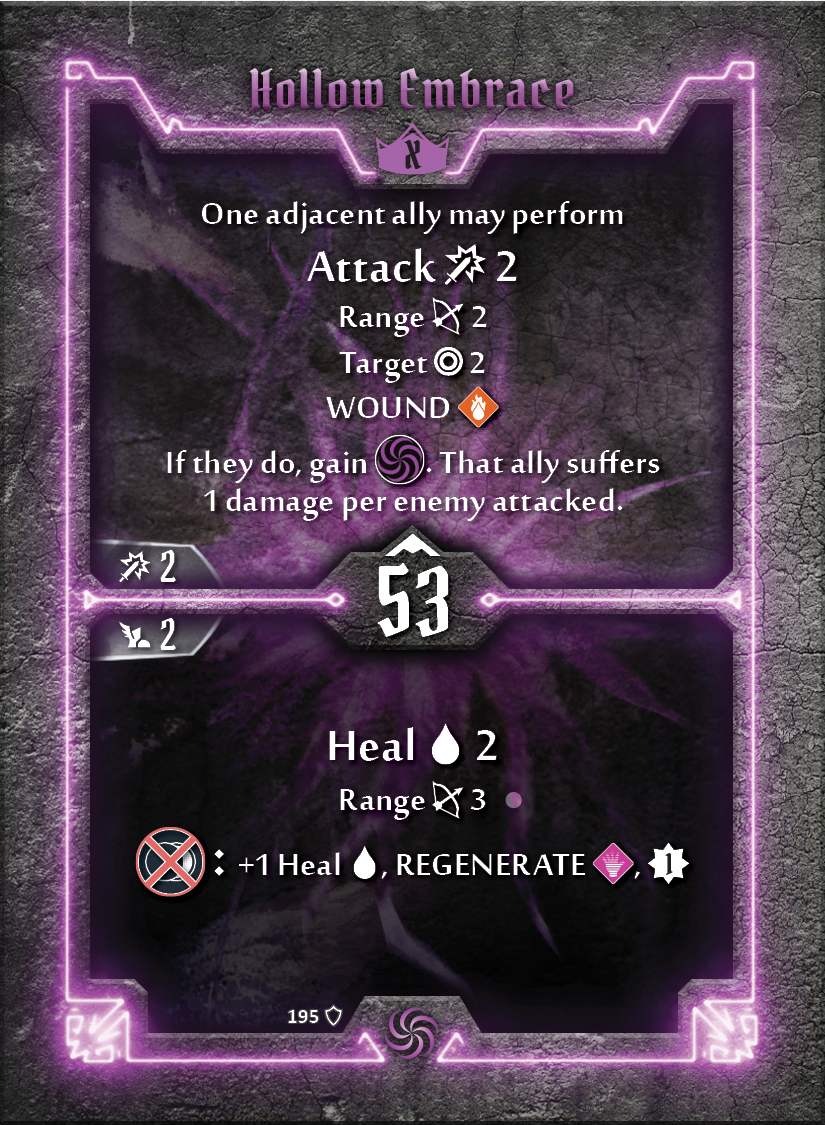 Hollow Embrace
X
One adjacent ally may perform
Attack 2
Range 2
Target 2
WOUND
If they do, gain . That ally suffers
1 damage per enemy attacked.
2
53
2
Heal 2
Range 3
: +1 Heal , REGENERATE , 1
195